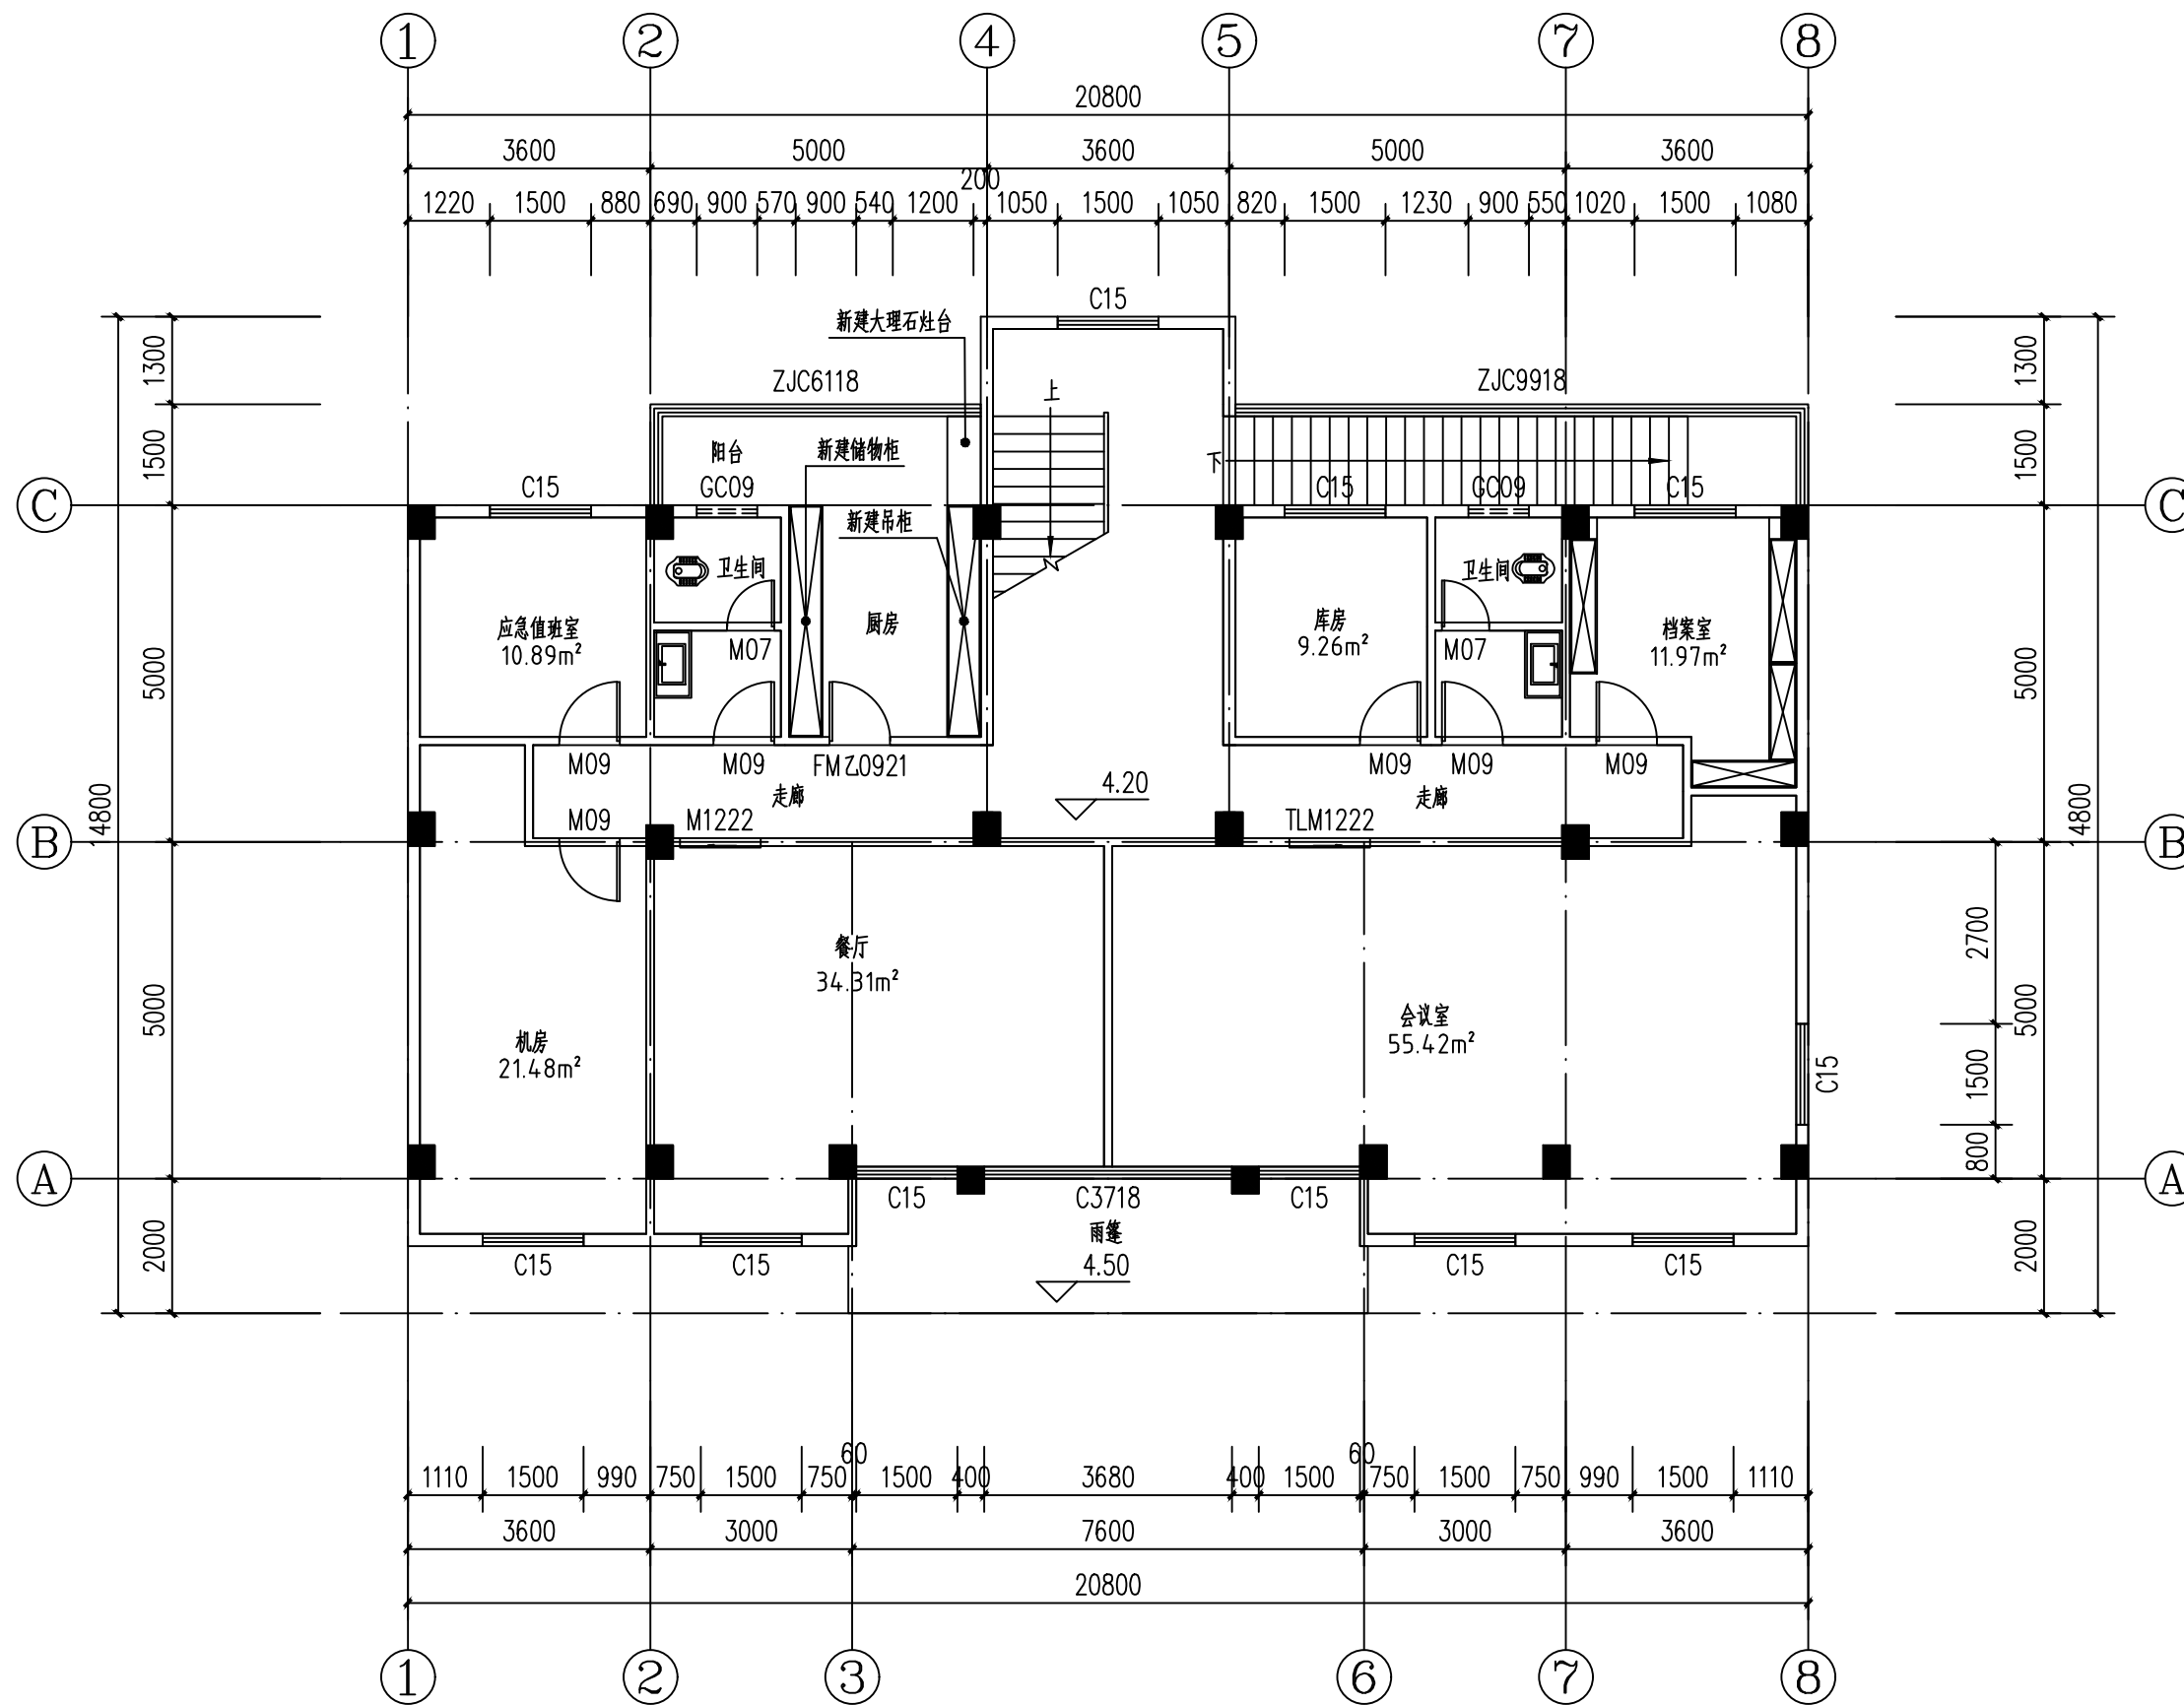 1 2 4 5 7 8
20800
3600 5000 3600 5000 3600
200
1220 1500 880 690 900 570 900 540 1200 1050 1500 1050 820 1500 1230 900 550 1020 1500 1080
C15
新建大理石灶台
1300 1300
ZJC6118 ZJC9918
上
阳台 新建储物柜
1500 下 1500
C15 GC09 C15 GC09 C15
C C
新建吊柜
卫生间 卫生间
应急值班室 厨房 库房 档案室
10.89m² 9.26m² 11.97m²
M07 M07
5000 5000
M09 M09 FM乙0921 M09 M09 M09
走廊 4.20 走廊
14800 14800
M09 M1222 TLM1222
B B
餐厅
34.31m²
2700
会议室
55.42m²
机房
21.48m²
5000 5000
C15
1500
800
A A
C15 C3718 C15
雨篷
2000 2000
C15 C15 4.50 C15 C15
60 60
1110 1500 990 750 1500 750 1500 400 3680 400 1500 750 1500 750 990 1500 1110
3600 3000 7600 3000 3600
20800
1 2 3 6 7 8